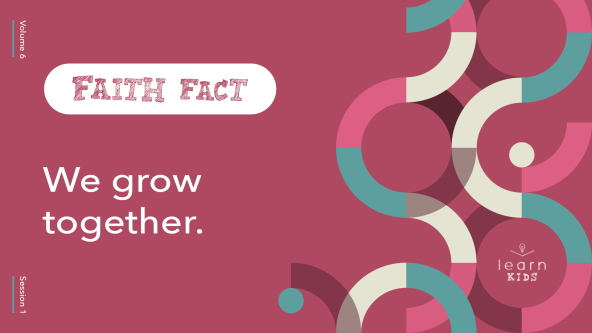 Volume 6
FAITH FACT
We grow
together.
Session 1
learn
KIDS